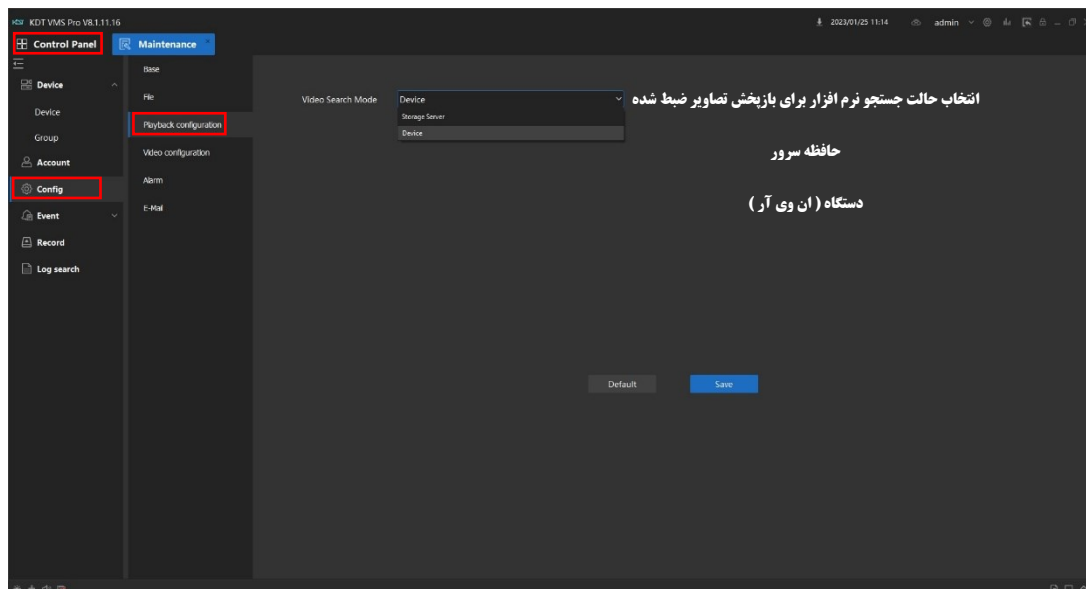 KDT VMS Pro V8.1.11.16
2023/01/25 11:14
admin
Control Panel
Maintenance
Device
Device
Group
Account
Config
Event
Record
Log search
Base
File
Playback configuration
Video configuration
Alarm
E-Mail
Video Search Mode
Device
Storage Server
Device
انتخاب حالت جستجو نرم افزار برای بازپخش تصاویر ضبط شده
حافظه سرور
دستگاه ( ان وی آر )
Default
Save